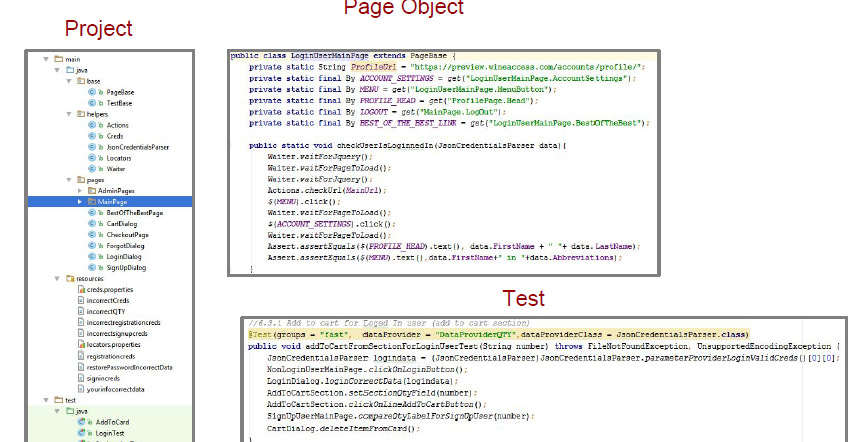 Page Object
Project
main
java
base
PageBase
TestBase
helpers
Actions
Creds
JsonCredentialsParser
Locators
Waiter
pages
AdminPages
MainPage
BestOfTheBestPage
CartDialog
CheckoutPage
ForgotDialog
LoginDialog
SignUpDialog
resources
creds.properties
incorrectCreds
incorrectQTY
incorrectregistrationcreds
incorrectsignupcreds
locators.properties
registrationcreds
restorePasswordIncorrectData
signincreds
yourinfocorrectdata
test
java
AddToCard
LoginTest
public class LoginUserMainPage extends PageBase {
private static String ProfileUrl = "https://preview.wineaccess.com/accounts/profile/";
private static final By ACCOUNT_SETTINGS = get("LoginUserMainPage.AccountSettings");
private static final By MENU = get("LoginUserMainPage.MenuButton");
private static final By PROFILE_HEAD = get("ProfilePage.Head");
private static final By LOGOUT = get("MainPage.LogOut");
private static final By BEST_OF_THE_BEST_LINK = get("LoginUserMainPage.BestOfTheBest");
public static void checkUserIsLoginnedIn(JsonCredentialsParser data){
Waiter.waitForJquery();
Waiter.waitForPageToLoad();
Waiter.waitForJquery();
Actions.checkUrl(MainUrl);
$(MENU).click();
Waiter.waitForPageToLoad();
$(ACCOUNT_SETTINGS).click();
Waiter.waitForPageToLoad();
Assert.assertEquals($(PROFILE_HEAD).text(), data.FirstName + " "+ data.LastName);
Assert.assertEquals($(MENU).text(),data.FirstName+" in "+data.Abbreviations);
}
Test
//6.3.1 Add to cart for Loged In user (add to cart section)
@Test(groups = "fast", dataProvider = "DataProviderQTY",dataProviderClass = JsonCredentialsParser.class)
public void addToCartFromSectionForLoginUserTest(String number) throws FileNotFoundException, UnsupportedEncodingException {
JsonCredentialsParser logindata = (JsonCredentialsParser)JsonCredentialsParser.parameterProviderLoginValidCreds()[0][0];
NonLoginUserMainPage.clickOnLoginButton();
LoginDialog.loginCorrectData(logindata);
AddToCartSection.setSectionQtyField(number);
AddToCartSection.clickOnLineAddToCartButton();
SignUpUserMainPage.compareQtyLabelForSignUpUser(number);
CartDialog.deleteItemFromCard();